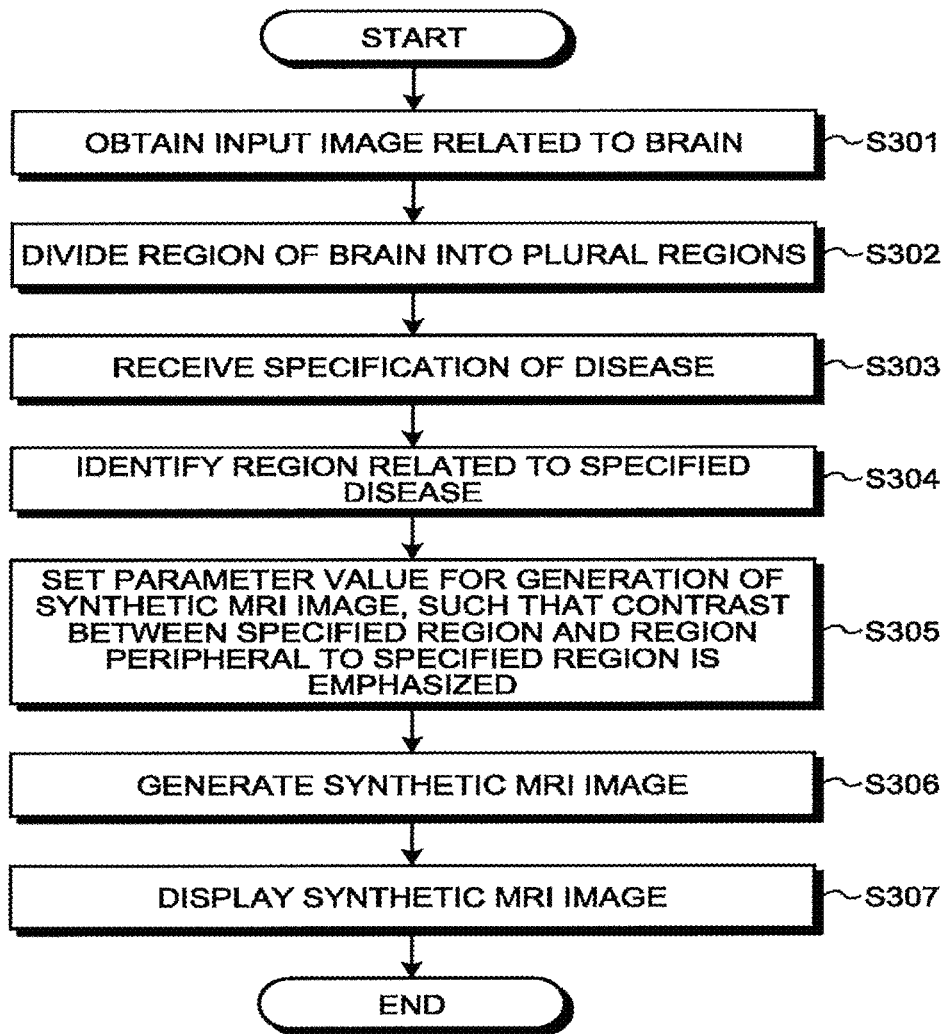 START
OBTAIN INPUT IMAGE RELATED TO BRAIN
S301
DIVIDE REGION OF BRAIN INTO PLURAL REGIONS
S302
RECEIVE SPECIFICATION OF DISEASE
S303
IDENTIFY REGION RELATED TO SPECIFIED
DISEASE
S304
SET PARAMETER VALUE FOR GENERATION OF
SYNTHETIC MRI IMAGE, SUCH THAT CONTRAST
BETWEEN SPECIFIED REGION AND REGION
PERIPHERAL TO SPECIFIED REGION IS
EMPHASIZED
S305
GENERATE SYNTHETIC MRI IMAGE
S306
DISPLAY SYNTHETIC MRI IMAGE
S307
END